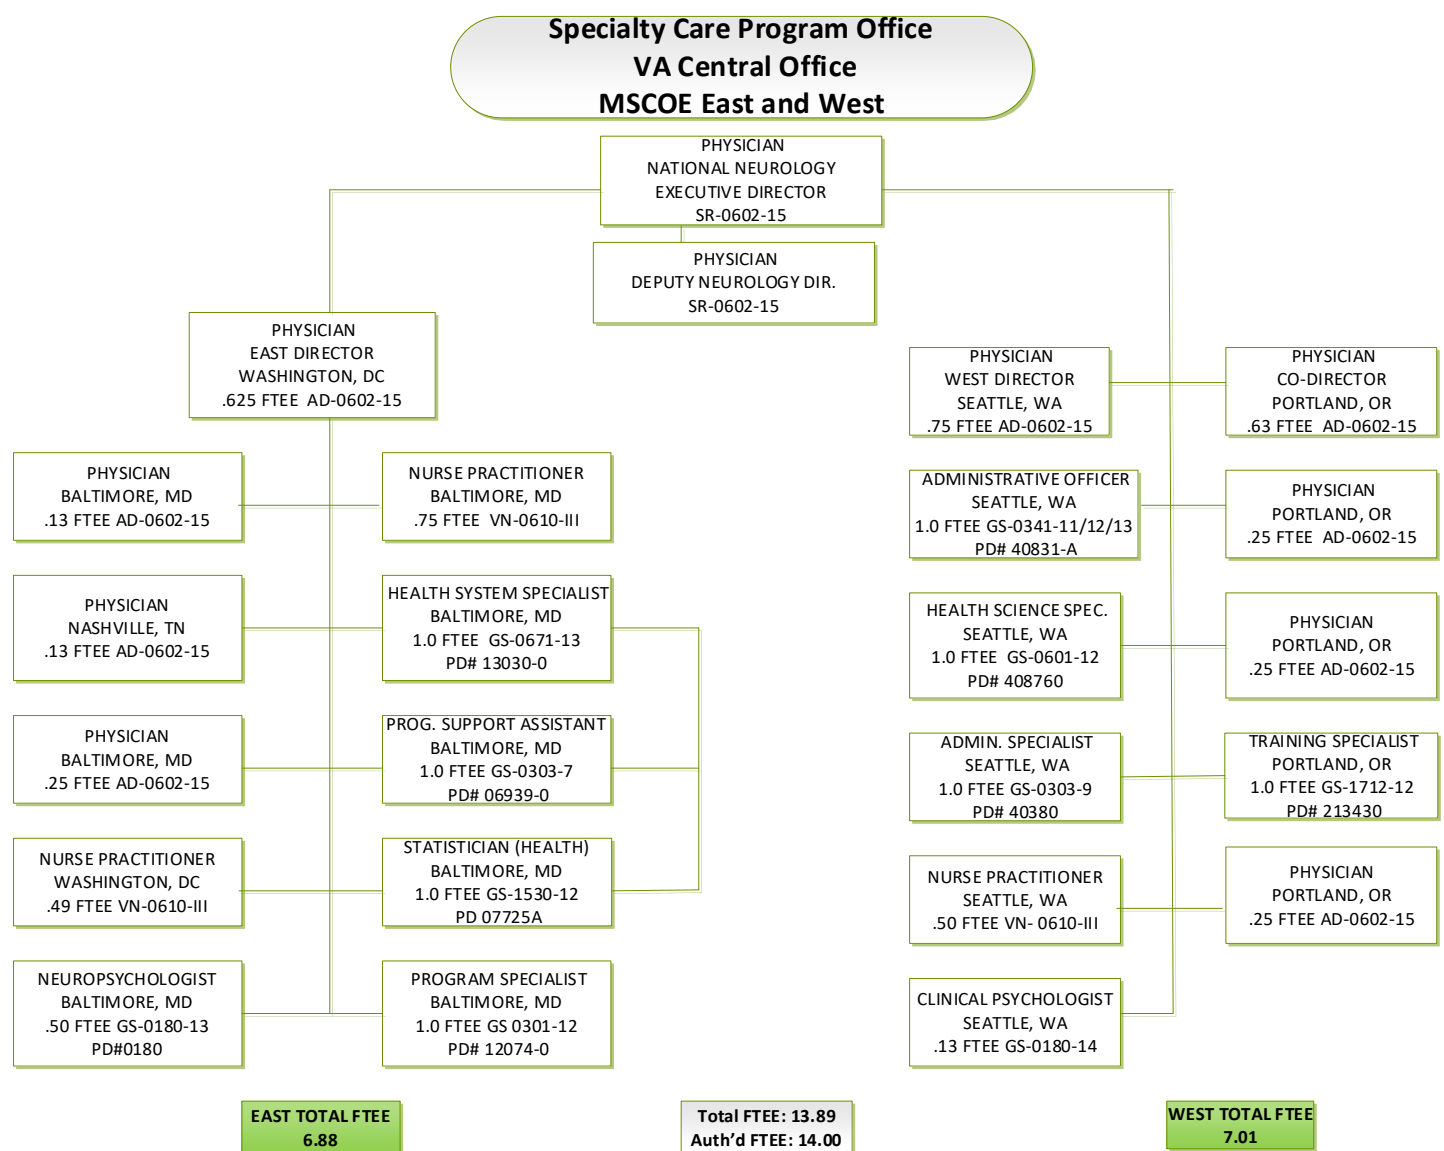 Specialty Care Program Office
VA Central Office
MSCOE East and West
PHYSICIAN
NATIONAL NEUROLOGY
EXECUTIVE DIRECTOR
SR-0602-15
PHYSICIAN
DEPUTY NEUROLOGY DIR.
SR-0602-15
PHYSICIAN
EAST DIRECTOR
WASHINGTON, DC
.625 FTEE AD-0602-15
PHYSICIAN
BALTIMORE, MD
.13 FTEE AD-0602-15
NURSE PRACTITIONER
BALTIMORE, MD
.75 FTEE VN-0610-III
PHYSICIAN
NASHVILLE, TN
.13 FTEE AD-0602-15
HEALTH SYSTEM SPECIALIST
BALTIMORE, MD
1.0 FTEE GS-0671-13
PD# 13030-0
PHYSICIAN
BALTIMORE, MD
.25 FTEE AD-0602-15
PROG. SUPPORT ASSISTANT
BALTIMORE, MD
1.0 FTEE GS-0303-7
PD# 06939-0
NURSE PRACTITIONER
WASHINGTON, DC
.49 FTEE VN-0610-III
STATISTICIAN (HEALTH)
BALTIMORE, MD
1.0 FTEE GS-1530-12
PD 07725A
NEUROPSYCHOLOGIST
BALTIMORE, MD
.50 FTEE GS-0180-13
PD#0180
PROGRAM SPECIALIST
BALTIMORE, MD
1.0 FTEE GS 0301-12
PD# 12074-0
PHYSICIAN
WEST DIRECTOR
SEATTLE, WA
.75 FTEE AD-0602-15
PHYSICIAN
CO-DIRECTOR
PORTLAND, OR
.63 FTEE AD-0602-15
ADMINISTRATIVE OFFICER
SEATTLE, WA
1.0 FTEE GS-0341-11/12/13
PD# 40831-A
PHYSICIAN
PORTLAND, OR
.25 FTEE AD-0602-15
HEALTH SCIENCE SPEC.
SEATTLE, WA
1.0 FTEE GS-0601-12
PD# 408760
PHYSICIAN
PORTLAND, OR
.25 FTEE AD-0602-15
ADMIN. SPECIALIST
SEATTLE, WA
1.0 FTEE GS-0303-9
PD# 40380
TRAINING SPECIALIST
PORTLAND, OR
1.0 FTEE GS-1712-12
PD# 213430
NURSE PRACTITIONER
SEATTLE, WA
.50 FTEE VN- 0610-III
PHYSICIAN
PORTLAND, OR
.25 FTEE AD-0602-15
CLINICAL PSYCHOLOGIST
SEATTLE, WA
.13 FTEE GS-0180-14
EAST TOTAL FTEE
6.88
Total FTEE: 13.89
Auth’d FTEE: 14.00
WEST TOTAL FTEE
7.01